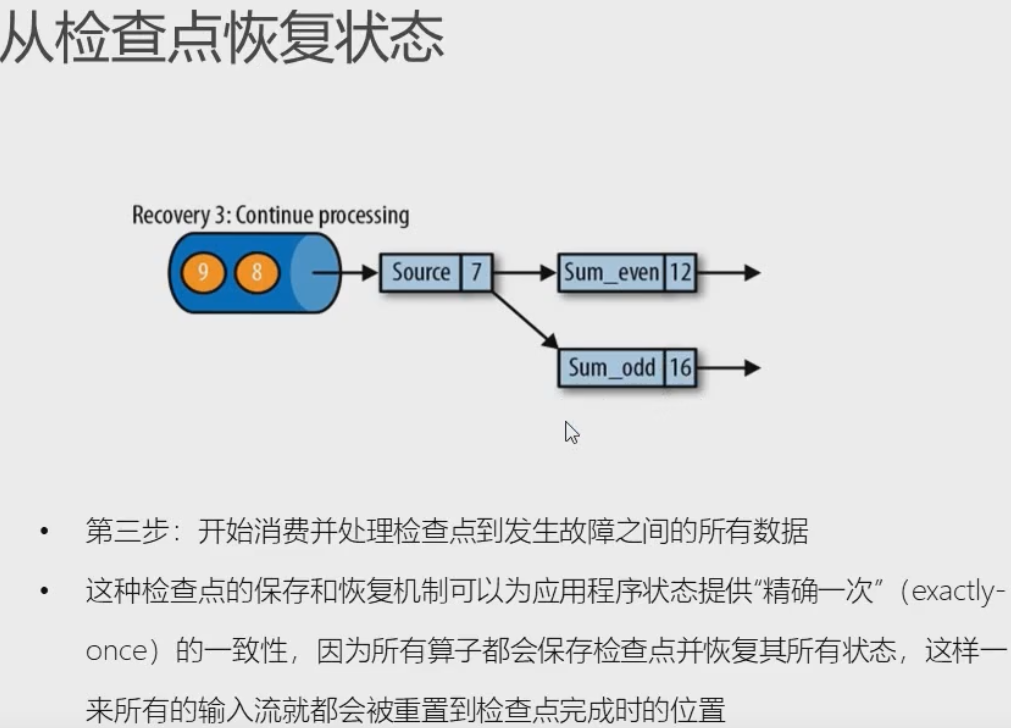 从检查点恢复状态
Recovery 3: Continue processing
9 8 Source 7 Sum_even 12
Sum_odd 16
• 第三步：开始消费并处理检查点到发生故障之间的所有数据
• 这种检查点的保存和恢复机制可以为应用程序状态提供“精确一次”（exactly-
once）的一致性，因为所有算子都会保存检查点并恢复其所有状态，这样一
来所有的输入流就都会被重置到检查点完成时的位置